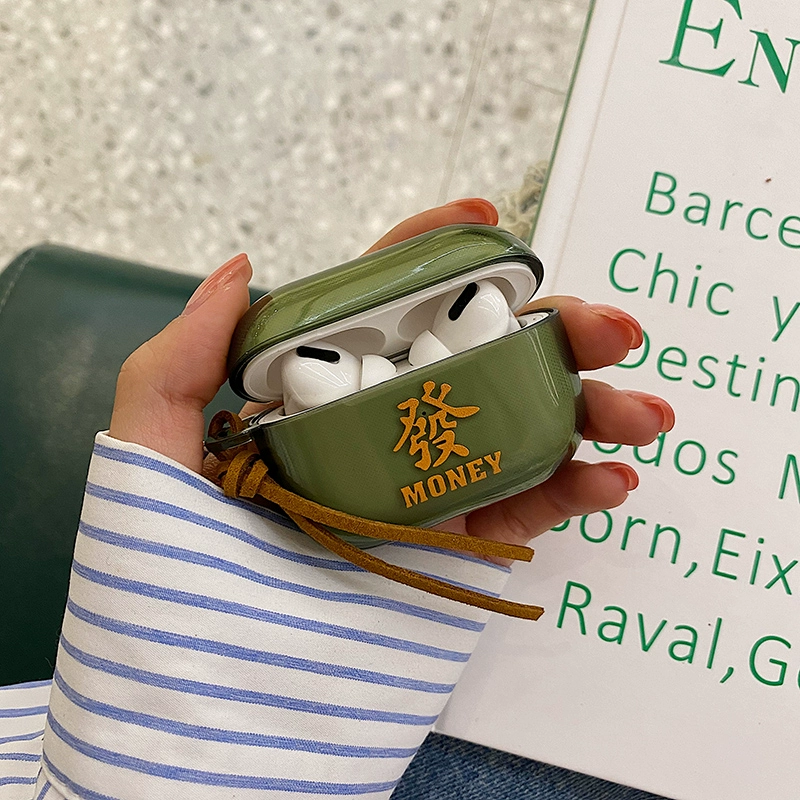 發
MONEY
EN
Barce
Chic y
Destin
odos M
Born,Eix
Raval,G